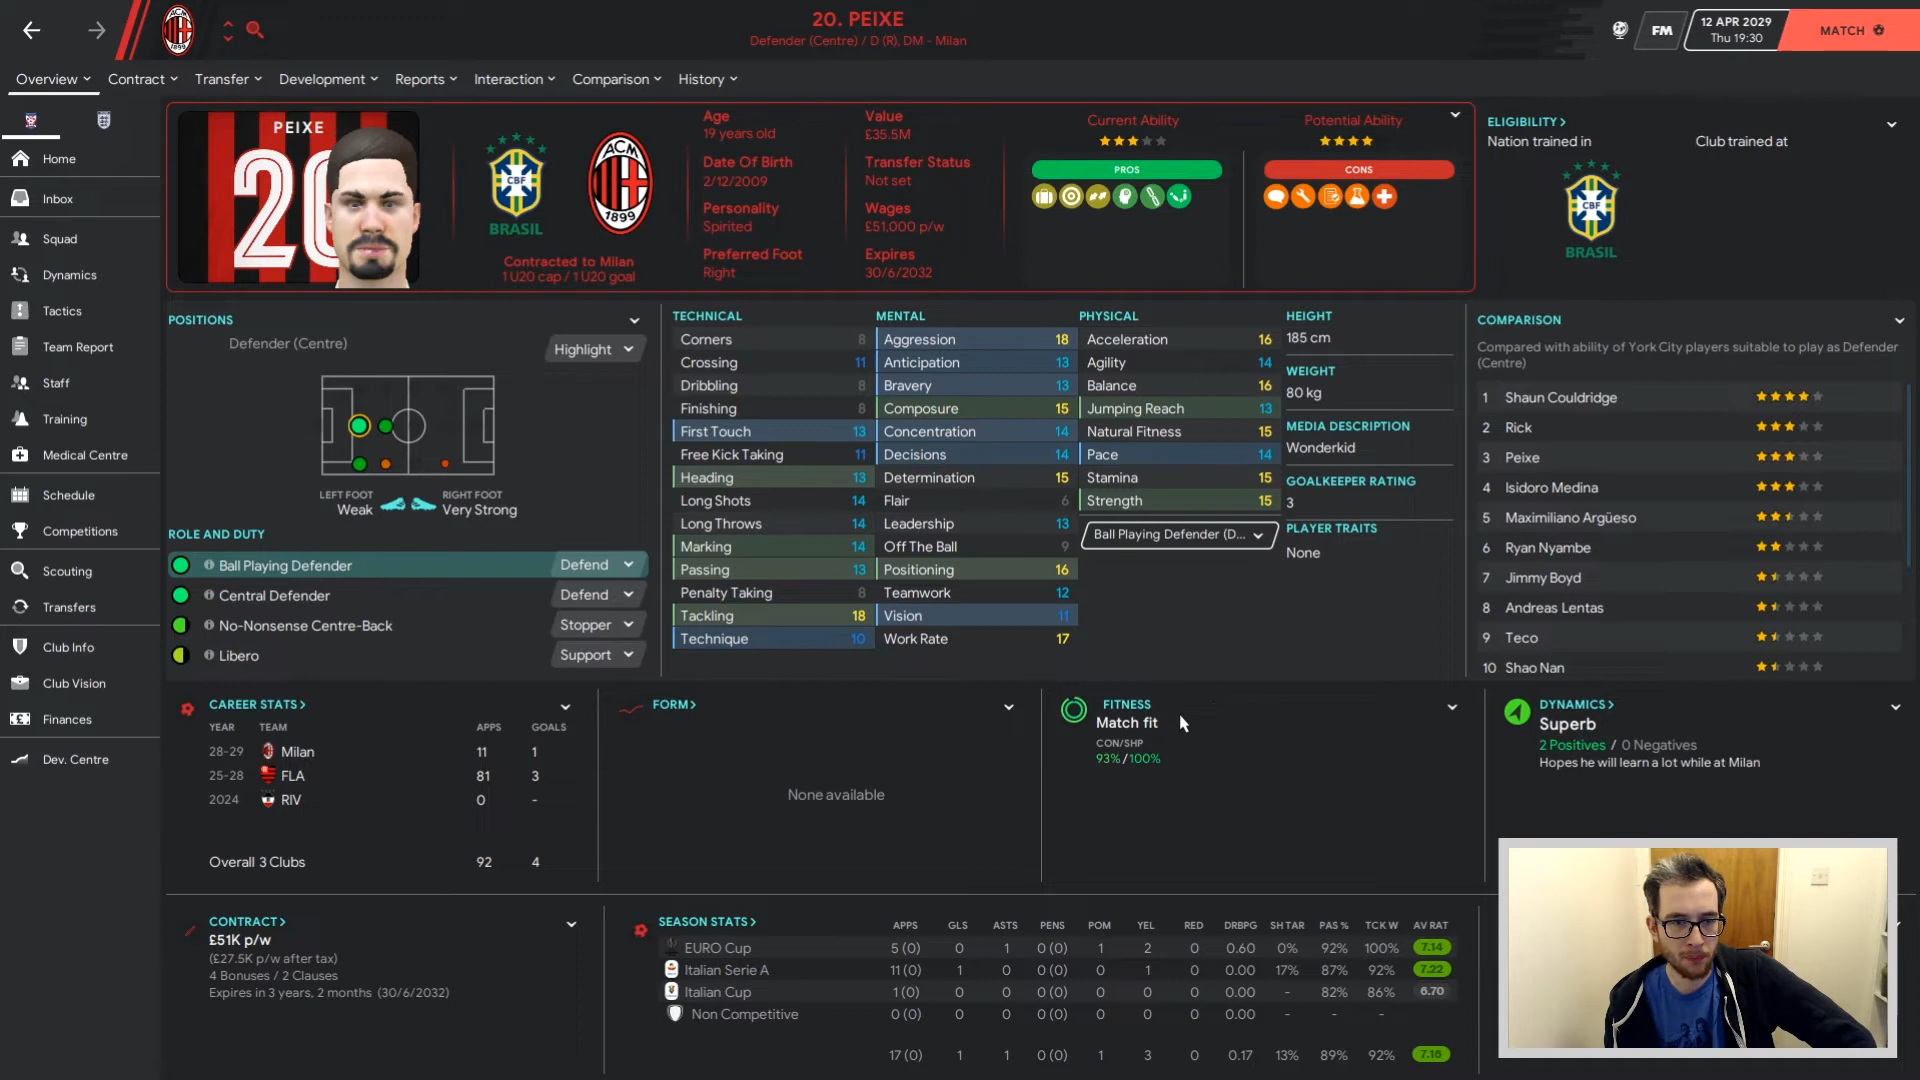 20. PEIXE
Defender (Centre) / D (R), DM - Milan
FM
12 APR 2029
Thu 19:30
MATCH
Overview
Contract
Transfer
Development
Reports
Interaction
Comparison
History
Home
Inbox
Squad
Dynamics
Tactics
Team Report
Staff
Training
Medical Centre
Schedule
Competitions
Scouting
Transfers
Club Info
Club Vision
Finances
Dev. Centre
PEIXE
20
CBF
BRASIL
ACM
1899
Contracted to Milan
1 U20 cap / 1 U20 goal
Age
19 years old
Date Of Birth
2/12/2009
Personality
Spirited
Preferred Foot
Right
Value
£35.5M
Transfer Status
Not set
Wages
£51,000 p/w
Expires
30/6/2032
Current Ability
PROS
Potential Ability
CONS
ELIGIBILITY >
Nation trained in
Club trained at
CBF
BRASIL
POSITIONS
Defender (Centre)
Highlight
LEFT FOOT
Weak
RIGHT FOOT
Very Strong
ROLE AND DUTY
Ball Playing Defender Defend
Central Defender Defend
No-Nonsense Centre-Back Stopper
Libero Support
TECHNICAL
Corners 8
Crossing 11
Dribbling 8
Finishing 8
First Touch 13
Free Kick Taking 11
Heading 13
Long Shots 14
Long Throws 14
Marking 14
Passing 13
Penalty Taking 8
Tackling 18
Technique 10
MENTAL
Aggression 18
Anticipation 13
Bravery 13
Composure 15
Concentration 14
Decisions 14
Determination 15
Flair 6
Leadership 13
Off The Ball 9
Positioning 16
Teamwork 12
Vision 11
Work Rate 17
PHYSICAL
Acceleration 16
Agility 14
Balance 16
Jumping Reach 13
Natural Fitness 15
Pace 14
Stamina 15
Strength 15
Ball Playing Defender (D...
HEIGHT
185 cm
WEIGHT
80 kg
MEDIA DESCRIPTION
Wonderkid
GOALKEEPER RATING
3
PLAYER TRAITS
None
COMPARISON
Compared with ability of York City players suitable to play as Defender
(Centre)
1 Shaun Couldridge
2 Rick
3 Peixe
4 Isidoro Medina
5 Maximiliano Argüeso
6 Ryan Nyambe
7 Jimmy Boyd
8 Andreas Lentas
9 Teco
10 Shao Nan
CAREER STATS >
YEAR TEAM APPS GOALS
28-29 Milan 11 1
25-28 FLA 81 3
2024 RIV 0 -
Overall 3 Clubs 92 4
FORM >
None available
FITNESS
Match fit
CON/SHP
93% / 100%
DYNAMICS >
Superb
2 Positives / 0 Negatives
Hopes he will learn a lot while at Milan
CONTRACT >
£51K p/w
(£27.5K p/w after tax)
4 Bonuses / 2 Clauses
Expires in 3 years, 2 months (30/6/2032)
SEASON STATS > APPS GLS ASTS PENS POM YEL RED DRBPG SH TAR PAS % TCK W AV RAT
EURO Cup 5 (0) 0 1 0 (0) 1 2 0 0.60 0% 92% 100% 7.14
Italian Serie A 11 (0) 1 0 0 (0) 0 1 0 0.00 17% 87% 92% 7.22
Italian Cup 1 (0) 0 0 0 (0) 0 0 0 0.00 - 82% 86% 6.70
Non Competitive 0 (0) 0 0 0 (0) 0 0 0 0.00 - - -
17 (0) 1 1 0 (0) 1 3 0 0.17 13% 89% 92% 7.16